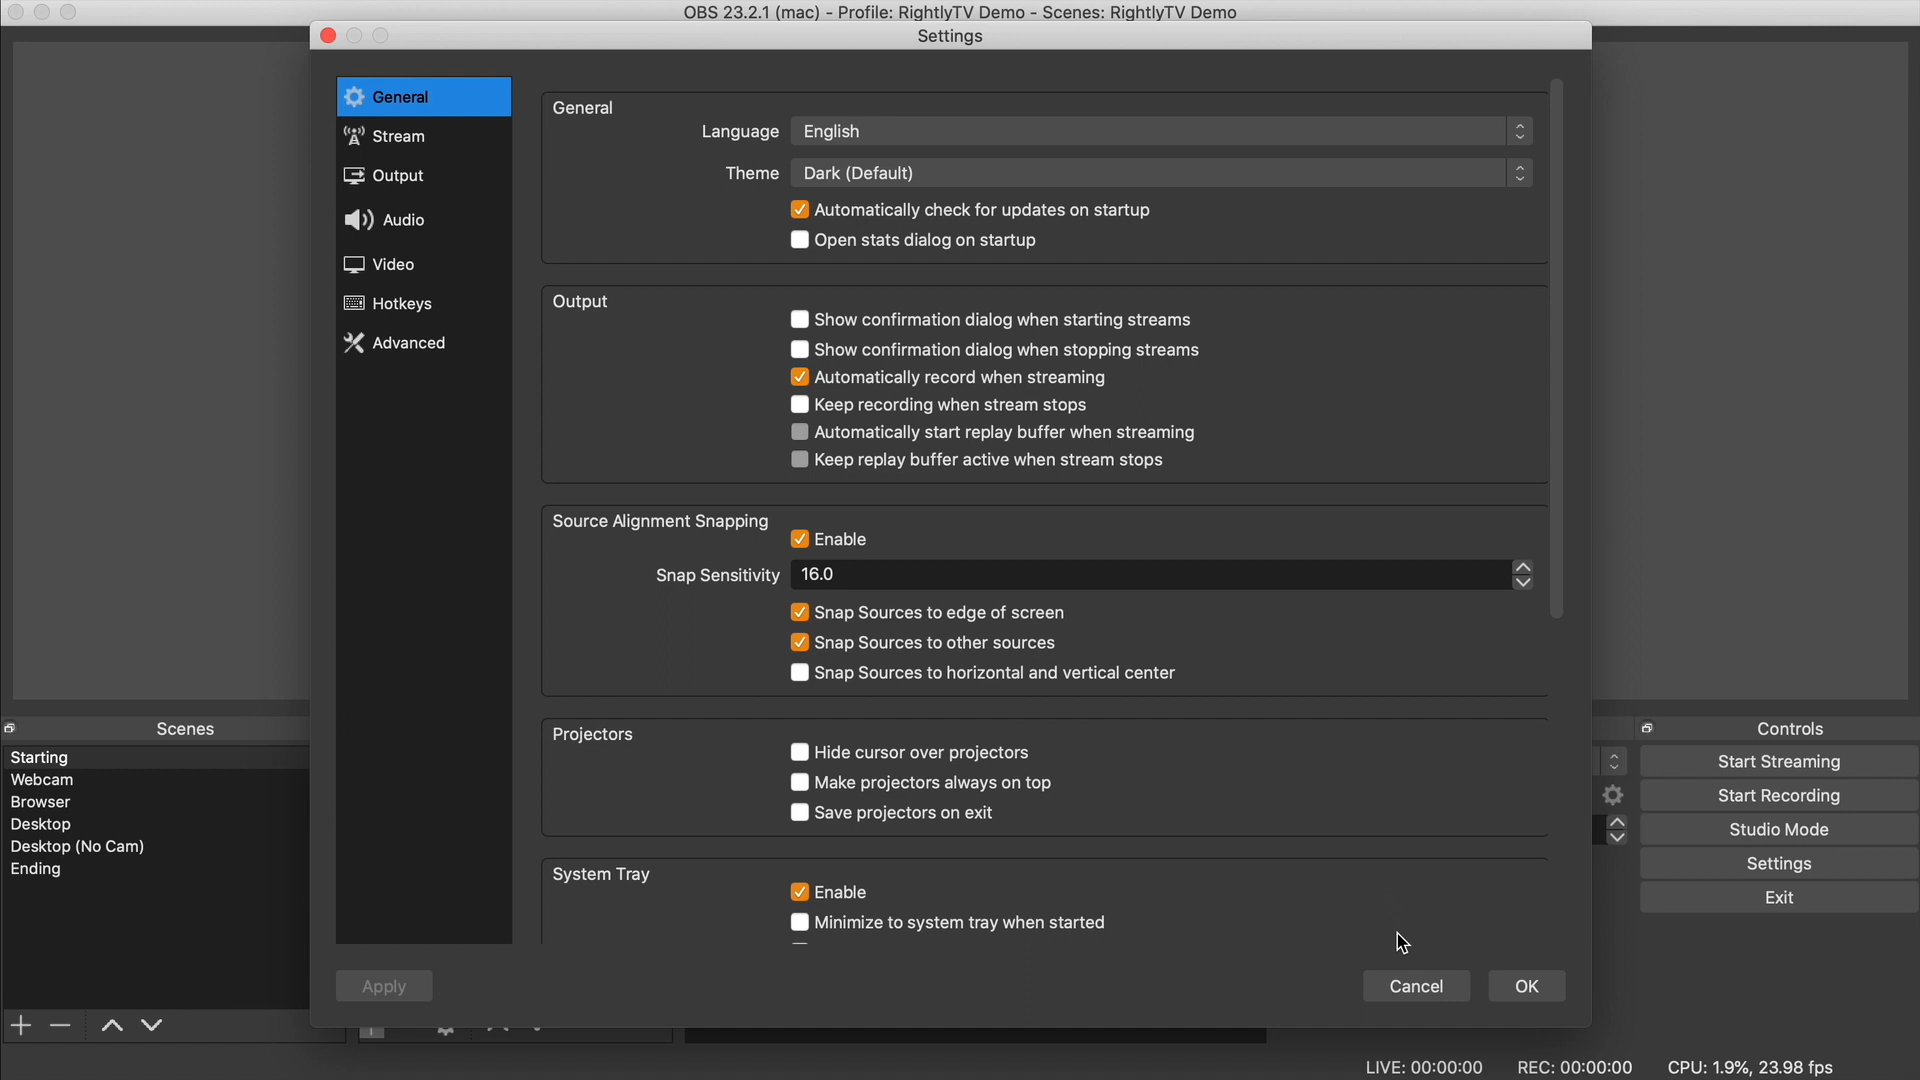 OBS 23.2.1 (mac) - Profile: RightlyTV Demo - Scenes: RightlyTV Demo
Settings
General
Stream
Output
Audio
Video
Hotkeys
Advanced
General
Language English
Theme Dark (Default)
Automatically check for updates on startup
Open stats dialog on startup
Output
Show confirmation dialog when starting streams
Show confirmation dialog when stopping streams
Automatically record when streaming
Keep recording when stream stops
Automatically start replay buffer when streaming
Keep replay buffer active when stream stops
Source Alignment Snapping
Enable
Snap Sensitivity 16.0
Snap Sources to edge of screen
Snap Sources to other sources
Snap Sources to horizontal and vertical center
Projectors
Hide cursor over projectors
Make projectors always on top
Save projectors on exit
System Tray
Enable
Minimize to system tray when started
Apply
Cancel
OK
Scenes
Starting
Webcam
Browser
Desktop
Desktop (No Cam)
Ending
Controls
Start Streaming
Start Recording
Studio Mode
Settings
Exit
LIVE: 00:00:00 REC: 00:00:00 CPU: 1.9%, 23.98 fps